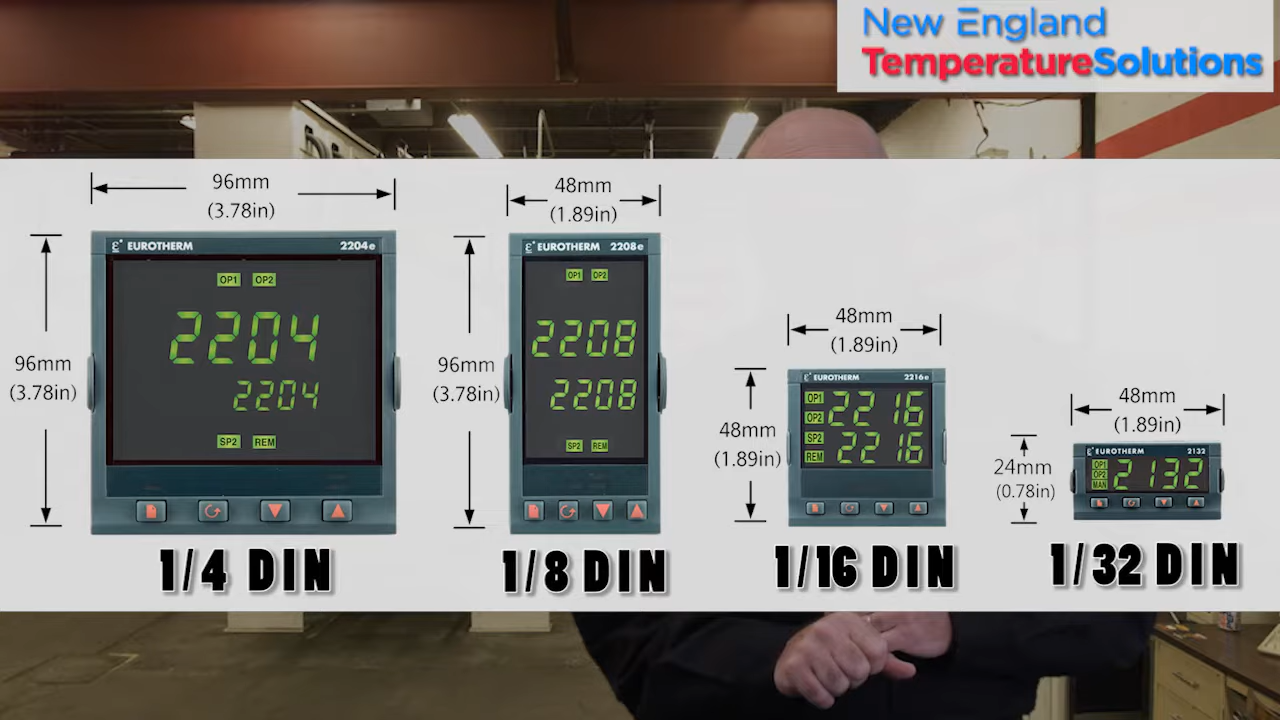 New England
TemperatureSolutions
96mm
(3.78in)
96mm
(3.78in)
EUROTHERM 2204e
OP1 OP2
2204
2204
SP2 REM
1/4 DIN
48mm
(1.89in)
96mm
(3.78in)
EUROTHERM 2208e
OP1 OP2
2208
2208
SP2 REM
1/8 DIN
48mm
(1.89in)
48mm
(1.89in)
EUROTHERM 2216e
OP1
OP2
SP2
REM
2216
2216
1/16 DIN
48mm
(1.89in)
24mm
(0.78in)
EUROTHERM 2132
OP1
OP2
MAN
2132
1/32 DIN